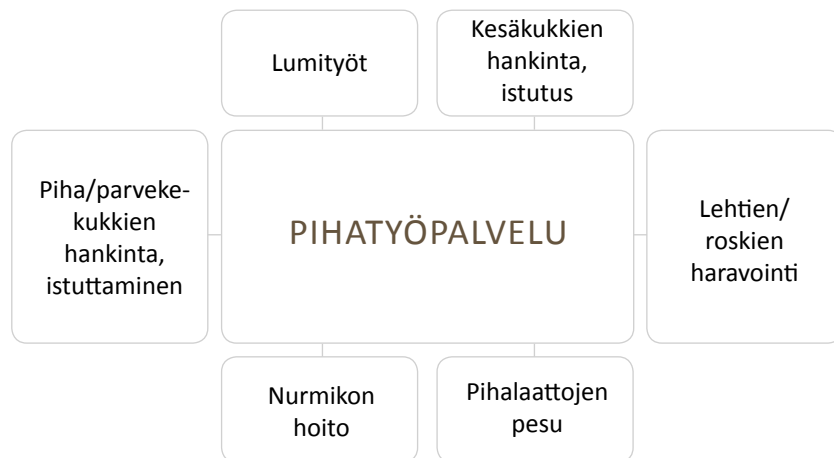 Lumityöt
Kesäkukkien
hankinta,
istutus
Piha/parveke-
kukkien
hankinta,
istuttaminen
PIHATYÖPALVELU
Lehtien/
roskien
haravointi
Nurmikon
hoito
Pihalaattojen
pesu